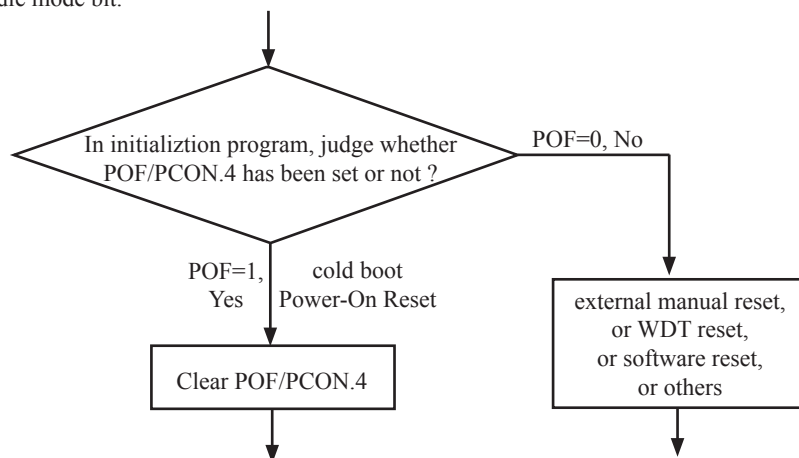 mode bit.
In initializtion program, judge whether
POF/PCON.4 has been set or not ?
POF=0, No
POF=1,
Yes
cold boot
Power-On Reset
Clear POF/PCON.4
external manual reset,
or WDT reset,
or software reset,
or others